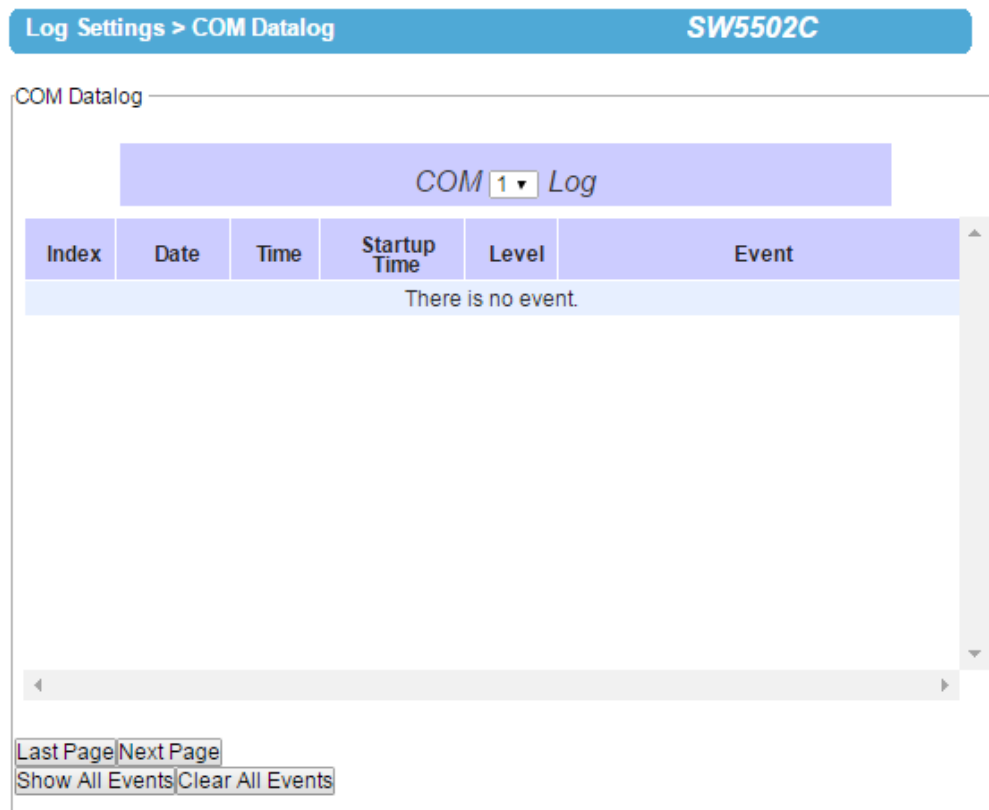 Log Settings > COM Datalog SW5502C
COM Datalog
COM 1 Log
Index Date Time Startup Time Level Event
There is no event.
Last Page Next Page
Show All Events Clear All Events